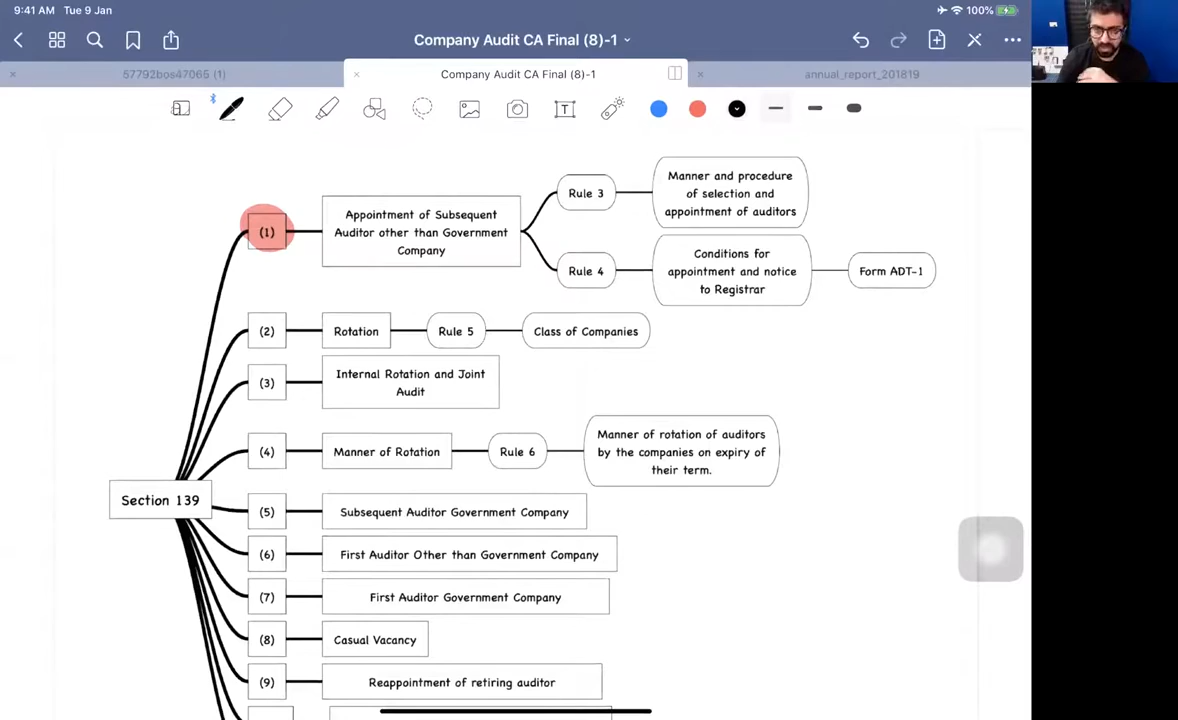 9:41 AM Tue 9 Jan
100%
Company Audit CA Final (8)-1
57792bos47065 (1)
Company Audit CA Final (8)-1
annual_report_201819
T
(1)
Appointment of Subsequent
Auditor other than Government
Company
Rule 3
Manner and procedure
of selection and
appointment of auditors
Rule 4
Conditions for
appointment and notice
to Registrar
Form ADT-1
(2)
Rotation
Rule 5
Class of Companies
(3)
Internal Rotation and Joint
Audit
(4)
Manner of Rotation
Rule 6
Manner of rotation of auditors
by the companies on expiry of
their term.
Section 139
(5)
Subsequent Auditor Government Company
(6)
First Auditor Other than Government Company
(7)
First Auditor Government Company
(8)
Casual Vacancy
(9)
Reappointment of retiring auditor